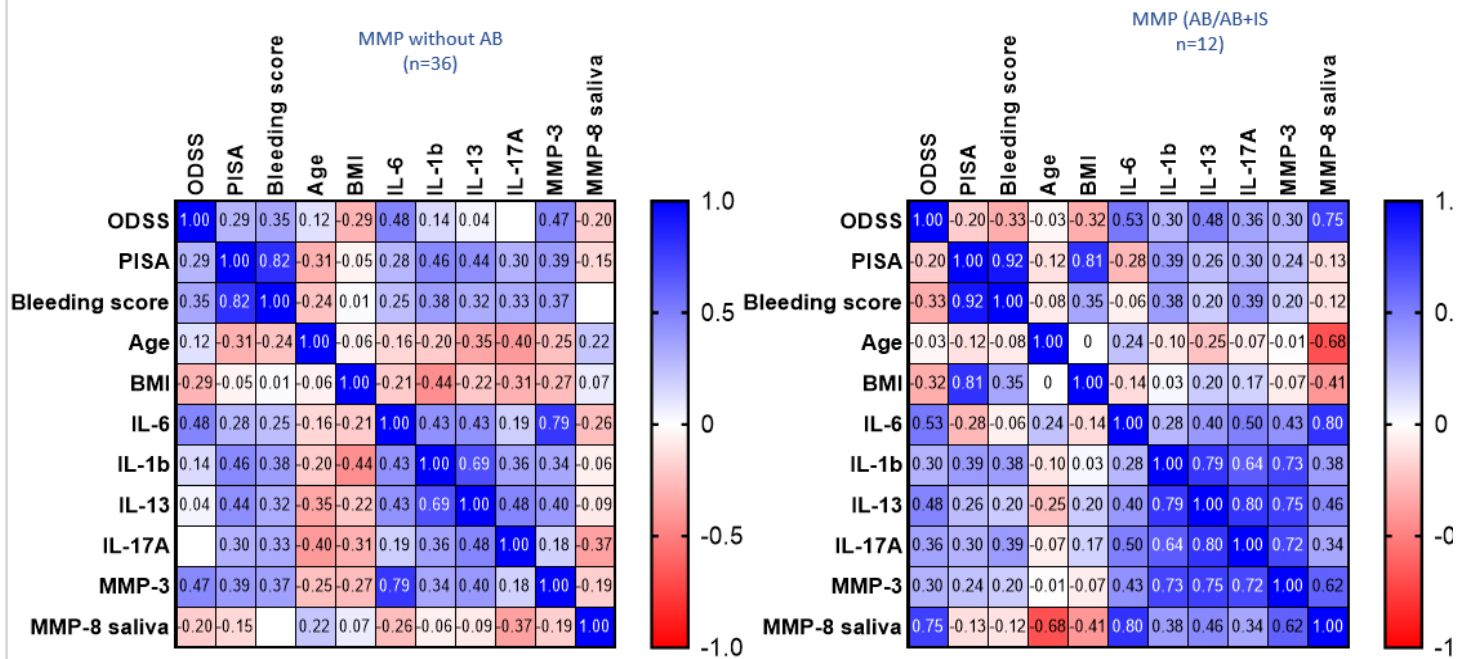 MMP without AB
(n=36)
ODSS PISA Bleeding score Age BMI IL-6 IL-1b IL-13 IL-17A MMP-3 MMP-8 saliva
ODSS 1.00 0.29 0.35 0.12 -0.29 0.48 0.14 0.04 0.47 -0.20
PISA 0.29 1.00 0.82 -0.31 -0.05 0.28 0.46 0.44 0.30 0.39 -0.15
Bleeding score 0.35 0.82 1.00 -0.24 0.01 0.25 0.38 0.32 0.33 0.37
Age 0.12 -0.31 -0.24 1.00 -0.06 -0.16 -0.20 -0.35 -0.40 -0.25 0.22
BMI -0.29 -0.05 0.01 -0.06 1.00 -0.21 -0.44 -0.22 -0.31 -0.27 0.07
IL-6 0.48 0.28 0.25 -0.16 -0.21 1.00 0.43 0.43 0.19 0.79 -0.26
IL-1b 0.14 0.46 0.38 -0.20 -0.44 0.43 1.00 0.69 0.36 0.34 -0.06
IL-13 0.04 0.44 0.32 -0.35 -0.22 0.43 0.69 1.00 0.48 0.40 -0.09
IL-17A 0.30 0.33 -0.40 -0.31 0.19 0.36 0.48 1.00 0.18 -0.37
MMP-3 0.47 0.39 0.37 -0.25 -0.27 0.79 0.34 0.40 0.18 1.00 -0.19
MMP-8 saliva -0.20 -0.15 0.22 0.07 -0.26 -0.06 -0.09 -0.37 -0.19 1.00
1.0
0.5
0
-0.5
-1.0
MMP (AB/AB+IS
n=12)
ODSS PISA Bleeding score Age BMI IL-6 IL-1b IL-13 IL-17A MMP-3 MMP-8 saliva
ODSS 1.00 -0.20 -0.33 -0.03 -0.32 0.53 0.30 0.48 0.36 0.30 0.75
PISA -0.20 1.00 0.92 -0.12 0.81 -0.28 0.39 0.26 0.30 0.24 -0.13
Bleeding score -0.33 0.92 1.00 -0.08 0.35 -0.06 0.38 0.20 0.39 0.20 -0.12
Age -0.03 -0.12 -0.08 1.00 0 0.24 -0.10 -0.25 -0.07 -0.01 -0.68
BMI -0.32 0.81 0.35 0 1.00 -0.14 0.03 0.20 0.17 -0.07 -0.41
IL-6 0.53 -0.28 -0.06 0.24 -0.14 1.00 0.28 0.40 0.50 0.43 0.80
IL-1b 0.30 0.39 0.38 -0.10 0.03 0.28 1.00 0.79 0.64 0.73 0.38
IL-13 0.48 0.26 0.20 -0.25 0.20 0.40 0.79 1.00 0.80 0.75 0.46
IL-17A 0.36 0.30 0.39 -0.07 0.17 0.50 0.64 0.80 1.00 0.72 0.34
MMP-3 0.30 0.24 0.20 -0.01 -0.07 0.43 0.73 0.75 0.72 1.00 0.62
MMP-8 saliva 0.75 -0.13 -0.12 -0.68 -0.41 0.80 0.38 0.46 0.34 0.62 1.00
1.
0.
0
-0
-1